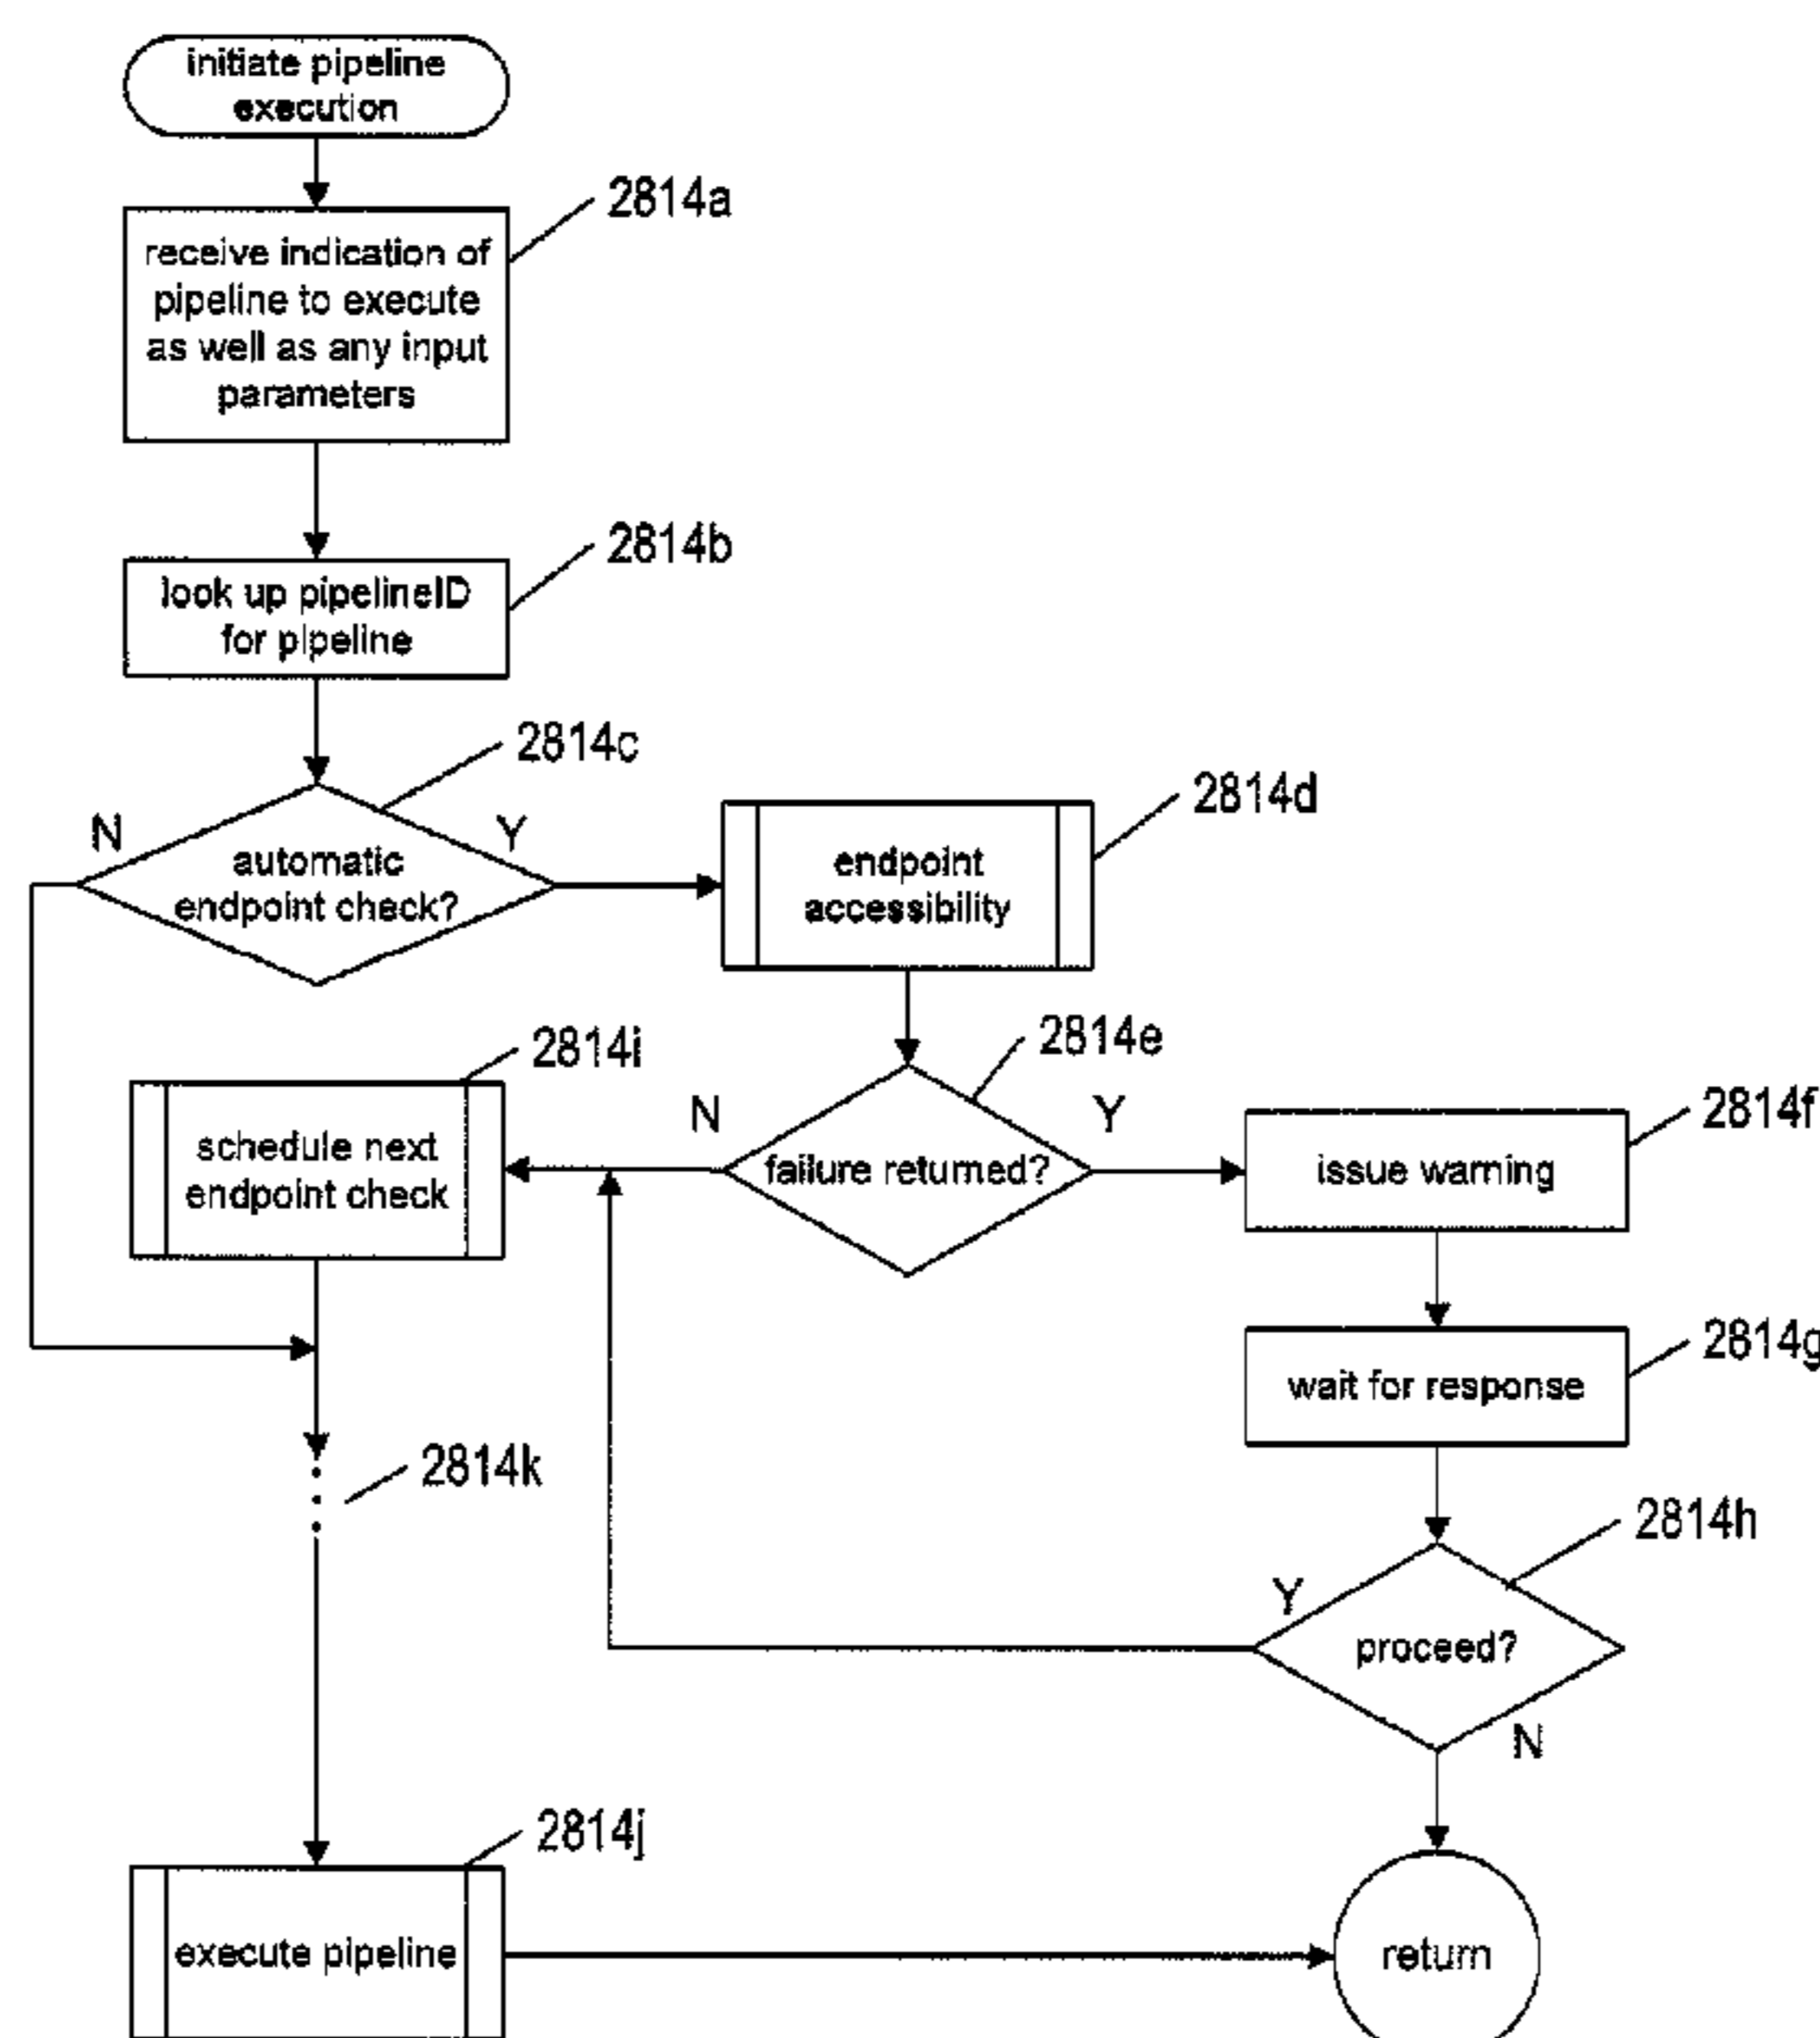 initiate pipeline
execution
2814a
receive indication of
pipeline to execute
as well as any input
parameters
2814b
look up pipelineID
for pipeline
2814c
N
Y
automatic
endpoint check?
2814d
endpoint
accessibility
2814i
schedule next
endpoint check
2814e
N
Y
failure returned?
2814f
issue warning
2814g
wait for response
2814k
2814h
Y
proceed?
N
2814j
execute pipeline
return